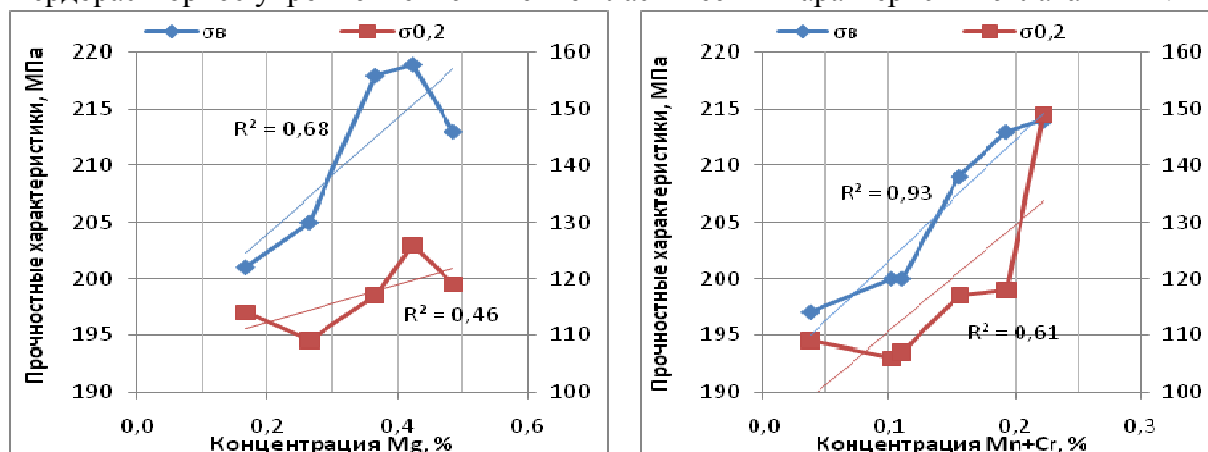 σв σ0,2
220 160
215 150
210 140
205 130
200 120
195 110
190 100
R² = 0,68
R² = 0,46
0,0 0,2 0,4 0,6
Прочностные характеристики, МПа
Концентрация Mg, %
σв σ0,2
220 160
215 150
210 140
205 130
200 120
195 110
190 100
R² = 0,93
R² = 0,61
0,0 0,1 0,2 0,3
Прочностные характеристики, МПа
Концентрация Mn+Cr, %